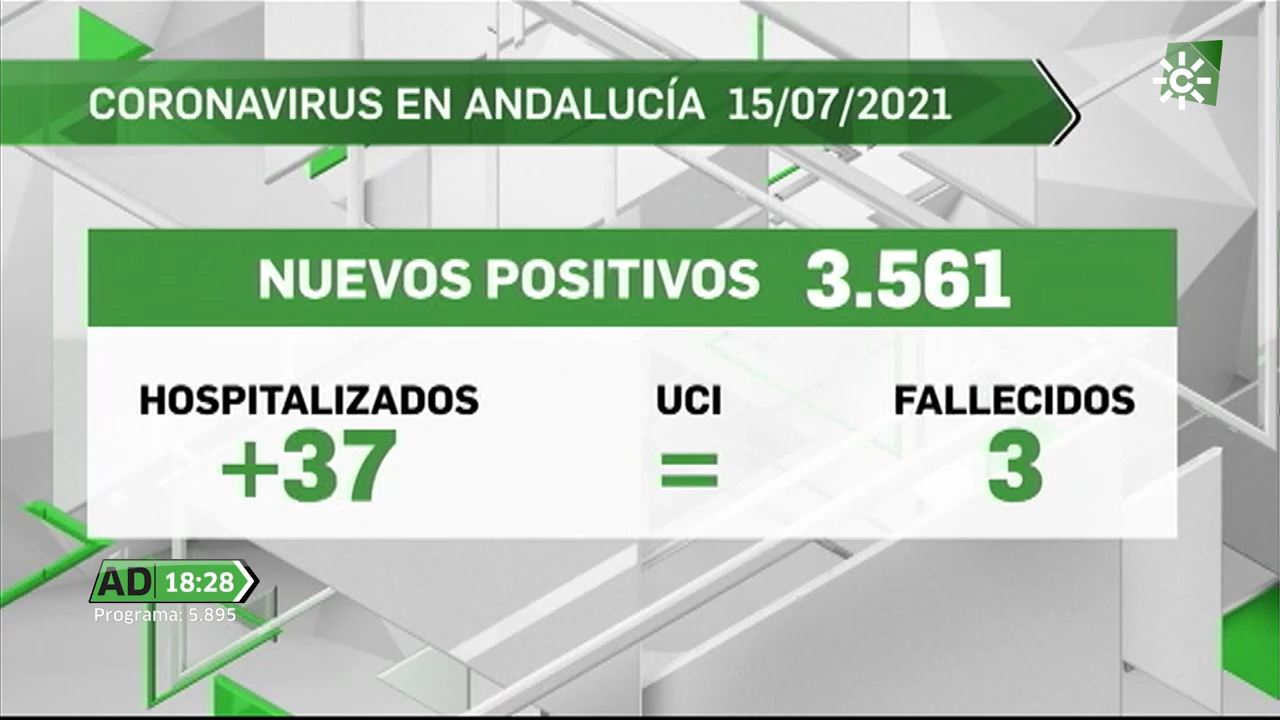 CORONAVIRUS EN ANDALUCÍA 15/07/2021
C
NUEVOS POSITIVOS 3.561
HOSPITALIZADOS UCI FALLECIDOS
+37 = 3
AD 18:28
Programa: 5.895